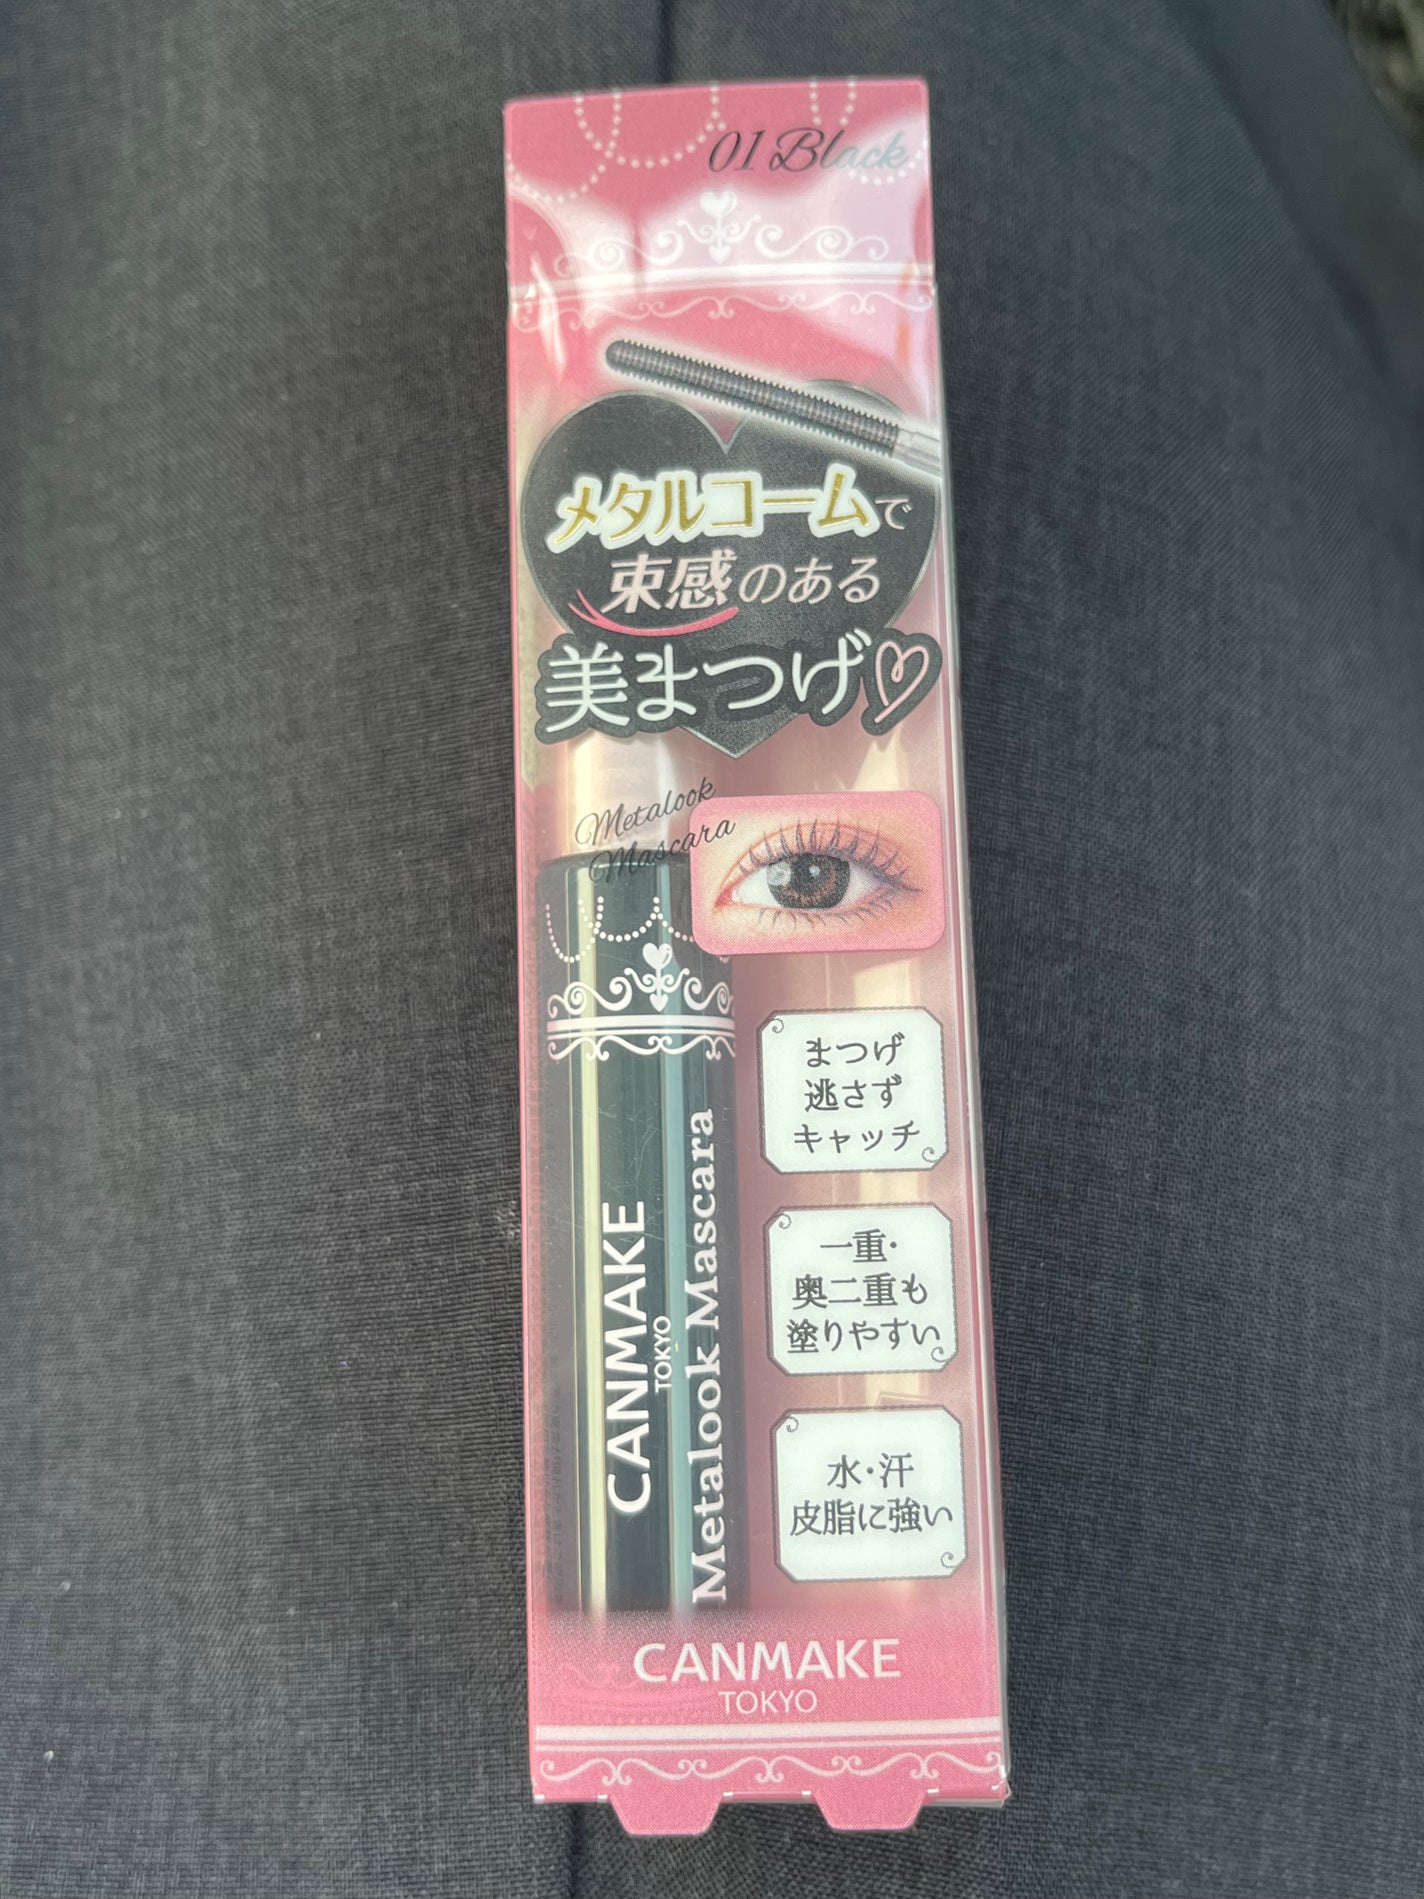 01 Black
メタルコームで
束感のある
美まつげ
Metalook
Mascara
まつげ
逃さず
キャッチ
一重・
奥二重も
塗りやすい
水・汗
皮脂に強い
CANMAKE
TOKYO
Metalook Mascara
CANMAKE
TOKYO